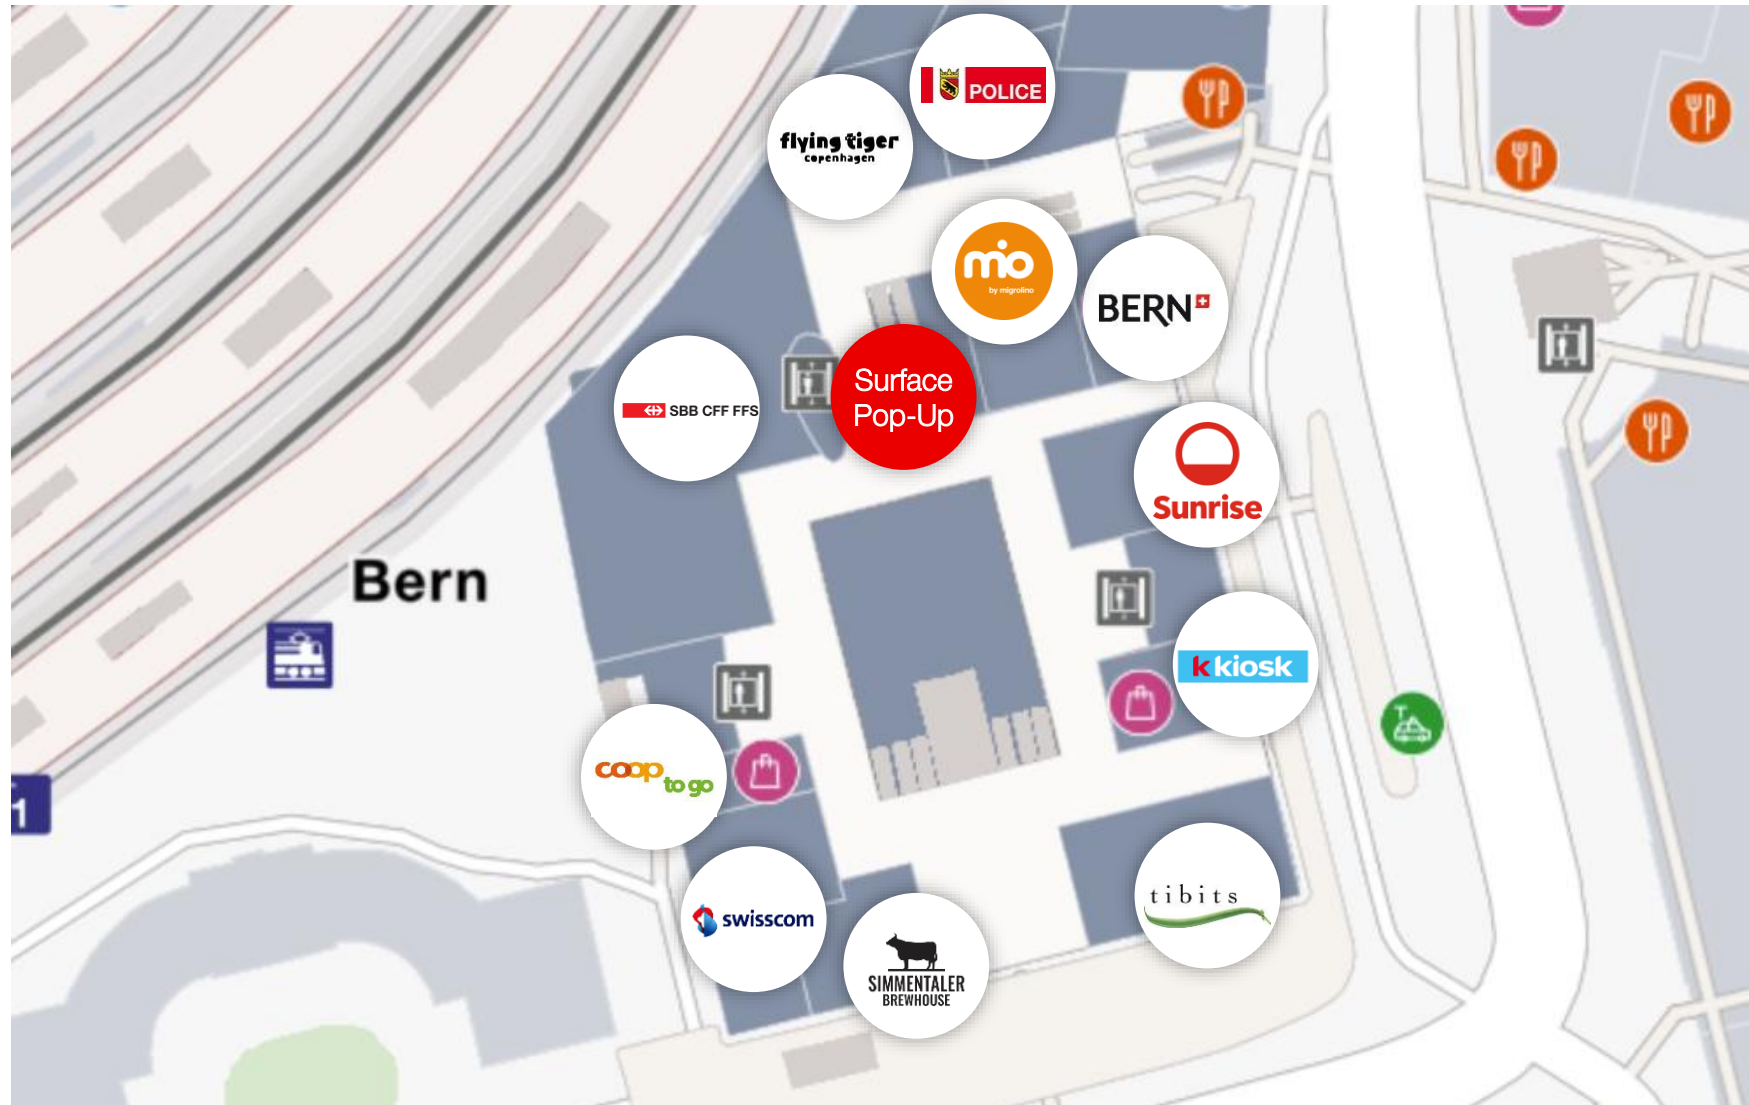 POLICE
flying tiger
copenhagen
mio
by migrolino
BERN
Surface
Pop-Up
SBB CFF FFS
Sunrise
Bern
k kiosk
coop
to go
1
tibits
swisscom
SIMMENTALER
BREWHOUSE